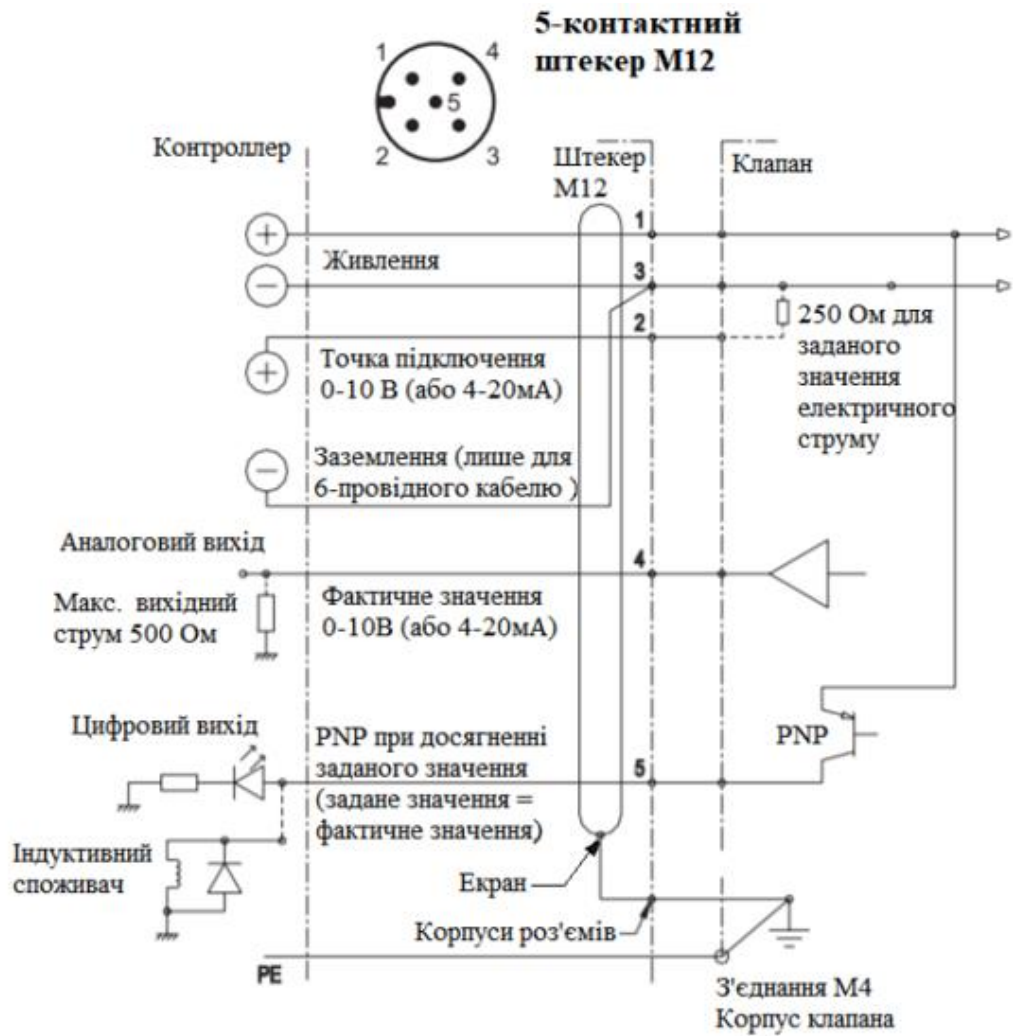 5-контактний
штекер М12
1
4
5
2
3
Контроллер
Штекер
М12
Клапан
1
Живлення
3
2
250 Ом для
заданого
значення
електричного
струму
Точка підключення
0-10 В (або 4-20мА)
Заземлення (лише для
6-провідного кабелю )
Аналоговий вихід
4
Макс. вихідний
струм 500 Ом
Фактичне значення
0-10В (або 4-20мА)
Цифровий вихід
PNP при досягненні
заданого значення
(задане значення =
фактичне значення)
5
PNP
Індуктивний
споживач
Екран
Корпуси роз'ємів
PE
З'єднання М4
Корпус клапана